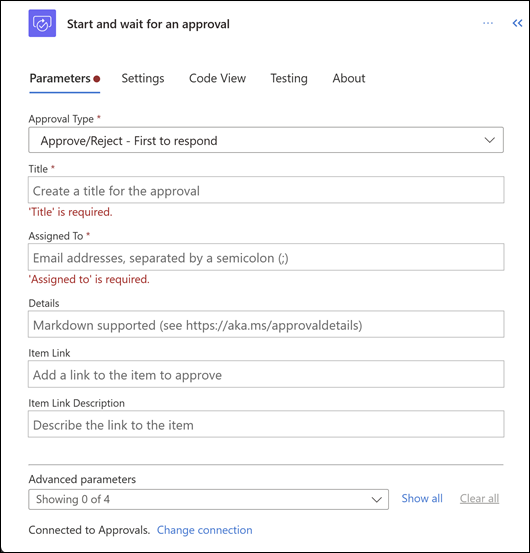 Start and wait for an approval
Parameters Settings Code View Testing About
Approval Type *
Approve/Reject - First to respond
Title *
Create a title for the approval
'Title' is required.
Assigned To *
Email addresses, separated by a semicolon (;)
'Assigned to' is required.
Details
Markdown supported (see https://aka.ms/approvaldetails)
Item Link
Add a link to the item to approve
Item Link Description
Describe the link to the item
Advanced parameters
Showing 0 of 4 Show all Clear all
Connected to Approvals. Change connection